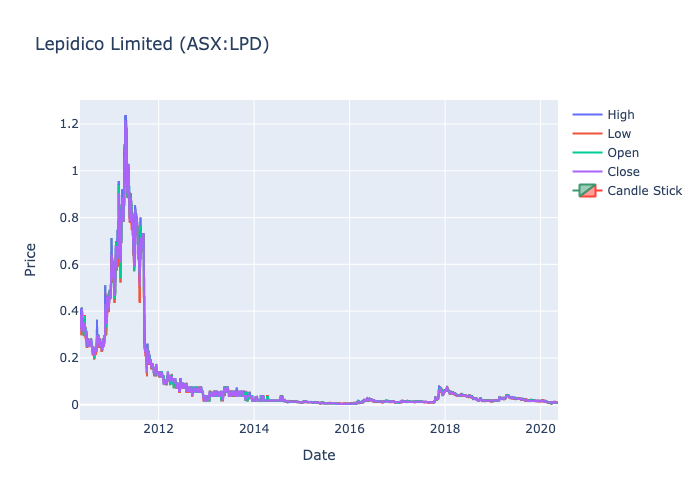 Lepidico Limited (ASX:LPD)
1.2
1
0.8
0.6
0.4
0.2
0
Price
2012
2014
2016
2018
2020
Date
High
Low
Open
Close
Candle Stick